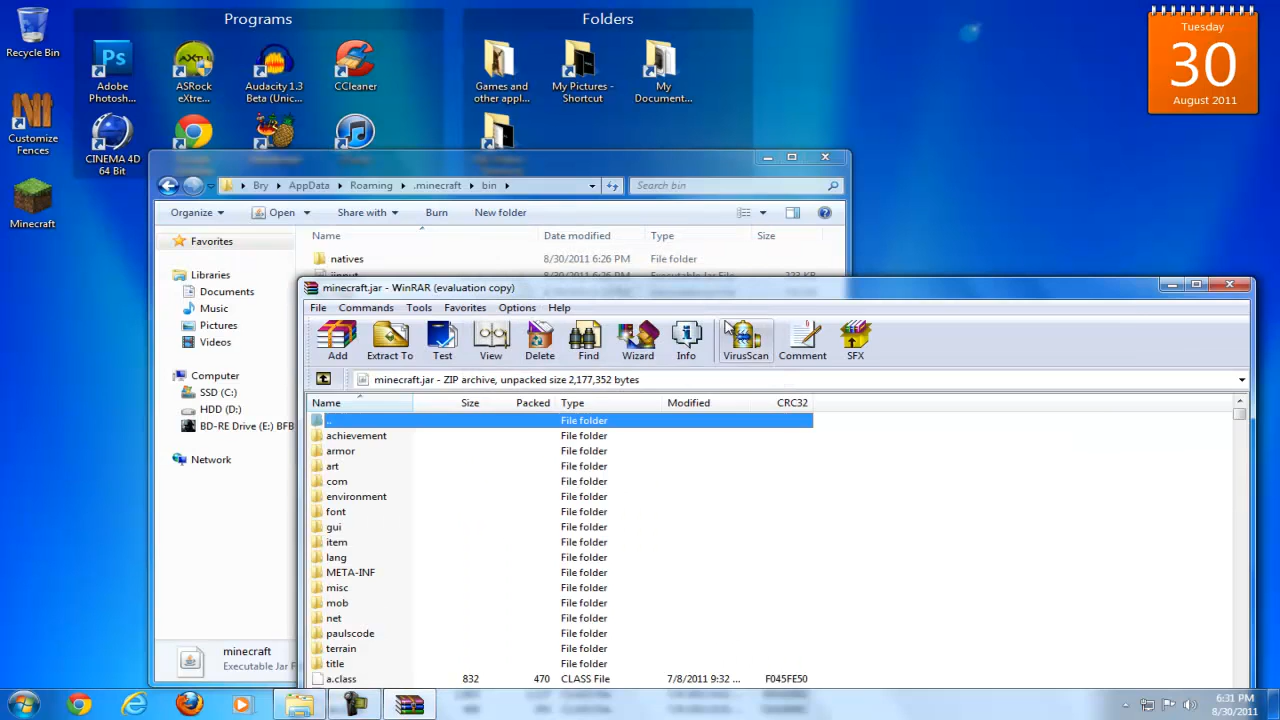 Programs
Folders
Recycle Bin
Adobe Photosh...
ASRock eXtre...
Audacity 1.3 Beta (Unic...
CCleaner
Games and other appl...
My Pictures - Shortcut
My Document...
Tuesday
30
August 2011
Customize Fences
CINEMA 4D 64 Bit
Minecraft
Bry
AppData
Roaming
.minecraft
bin
Search bin
Organize
Open
Share with
Burn
New folder
Favorites
Name
Date modified
Type
Size
natives
8/30/2011 6:26 PM
File folder
Libraries
Documents
Music
Pictures
Videos
Computer
SSD (C:)
HDD (D:)
BD-RE Drive (E:) BFB
Network
minecraft
Executable Jar F
minecraft.jar - WinRAR (evaluation copy)
File Commands Tools Favorites Options Help
Add Extract To Test View Delete Find Wizard Info VirusScan Comment SFX
minecraft.jar - ZIP archive, unpacked size 2,177,352 bytes
Name Size Packed Type Modified CRC32
.. File folder
achievement File folder
armor File folder
art File folder
com File folder
environment File folder
font File folder
gui File folder
item File folder
lang File folder
META-INF File folder
misc File folder
mob File folder
net File folder
paulscode File folder
terrain File folder
title File folder
a.class 832 470 CLASS File 7/8/2011 9:32 ... F045FE50
6:31 PM
8/30/2011